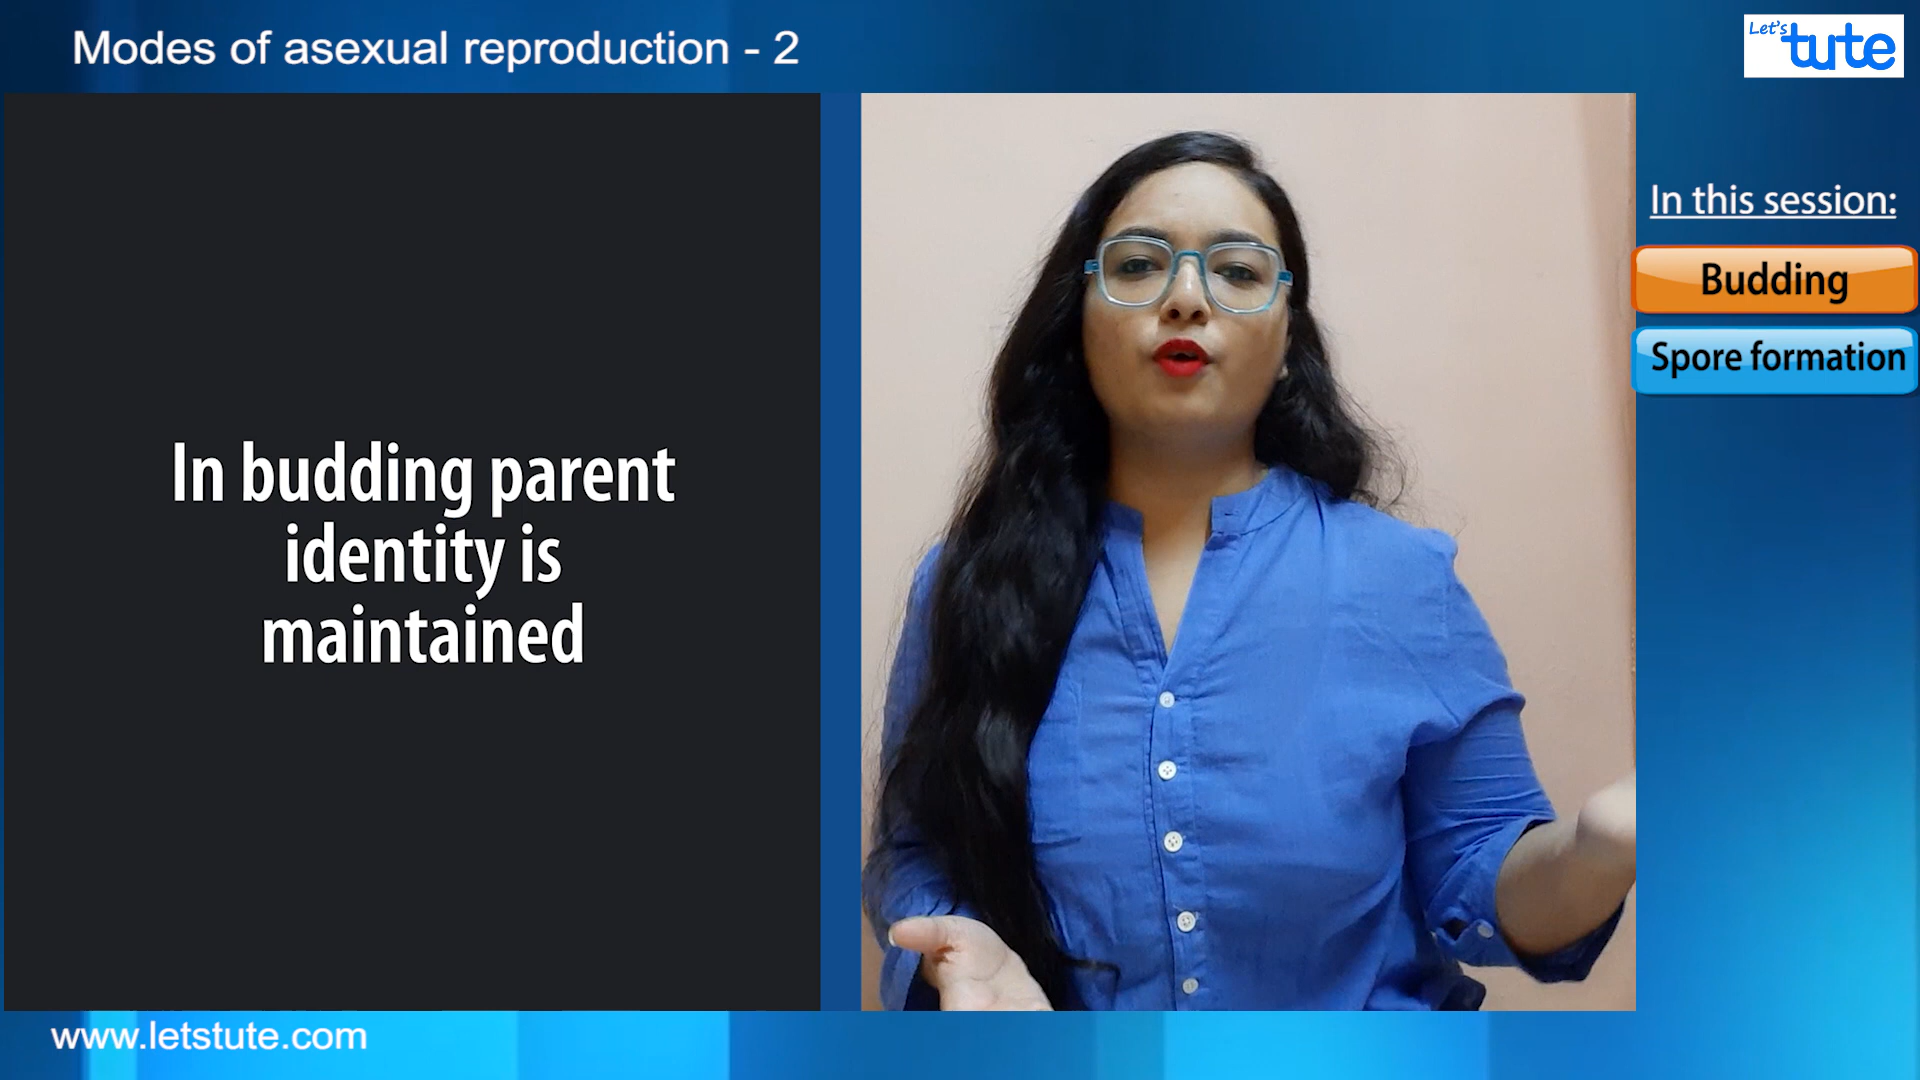 Modes of asexual reproduction - 2
Let's tute
In this session:
Budding
Spore formation
In budding parent
identity is
maintained
www.letstute.com